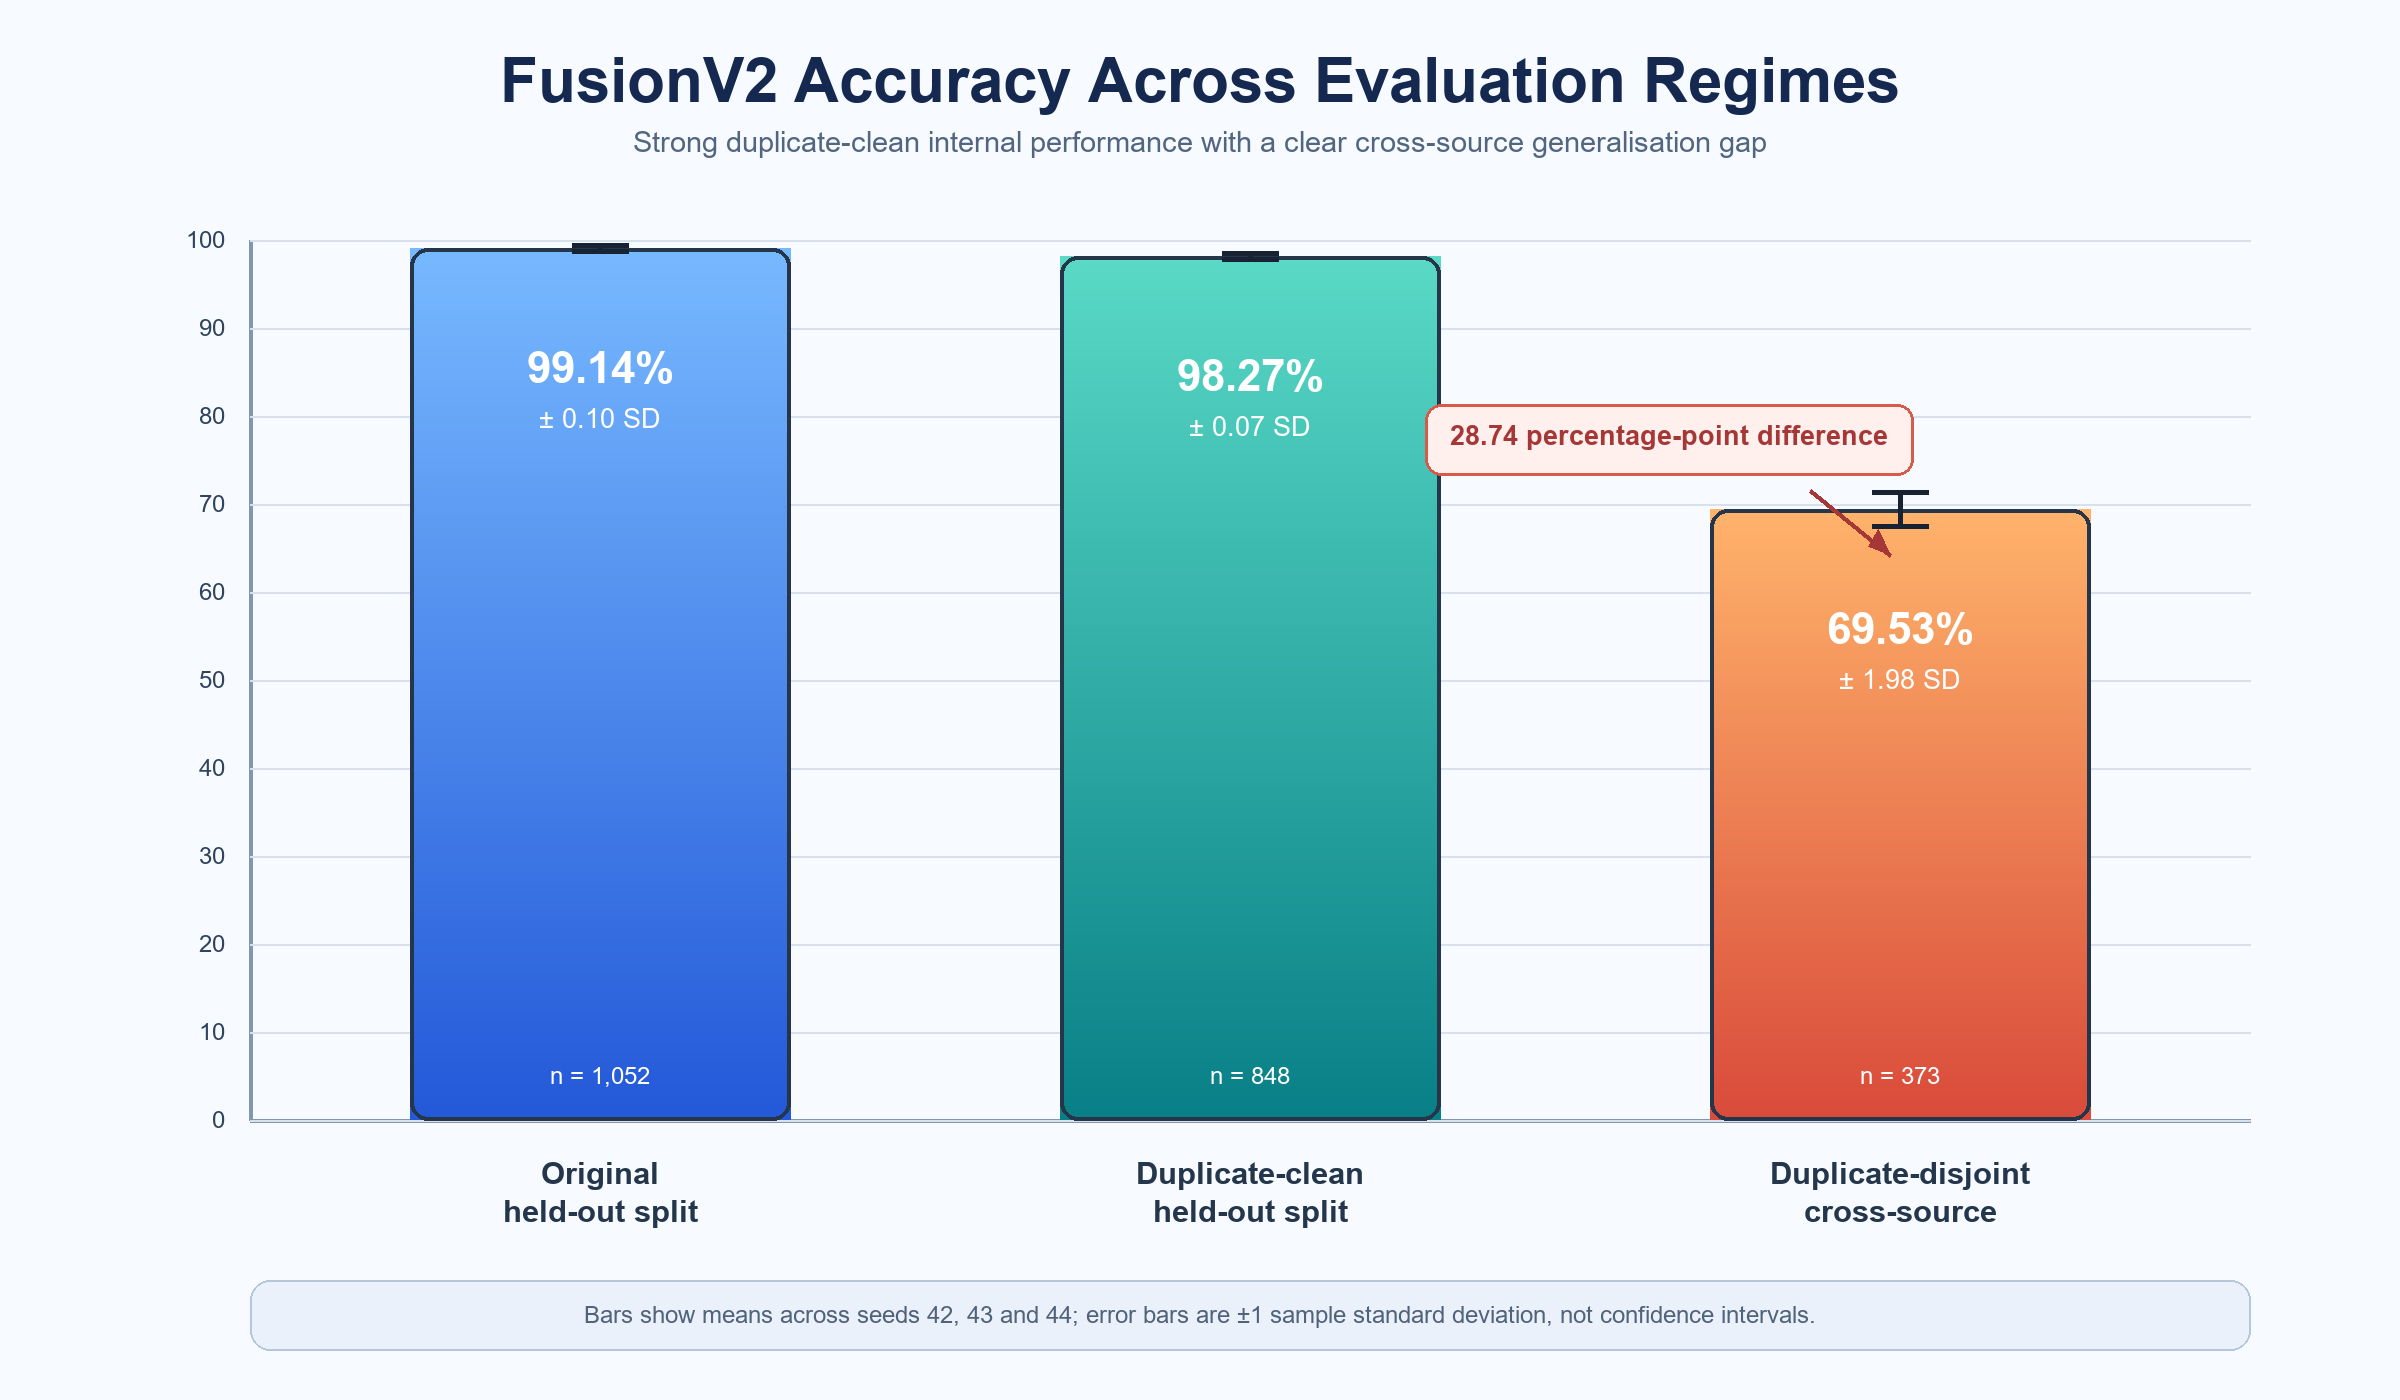 FusionV2 Accuracy Across Evaluation Regimes
Strong duplicate-clean internal performance with a clear cross-source generalisation gap
100
90
80
70
60
50
40
30
20
10
0
99.14%
± 0.10 SD
n = 1,052
98.27%
± 0.07 SD
n = 848
28.74 percentage-point difference
69.53%
± 1.98 SD
n = 373
Original
held-out split
Duplicate-clean
held-out split
Duplicate-disjoint
cross-source
Bars show means across seeds 42, 43 and 44; error bars are ±1 sample standard deviation, not confidence intervals.